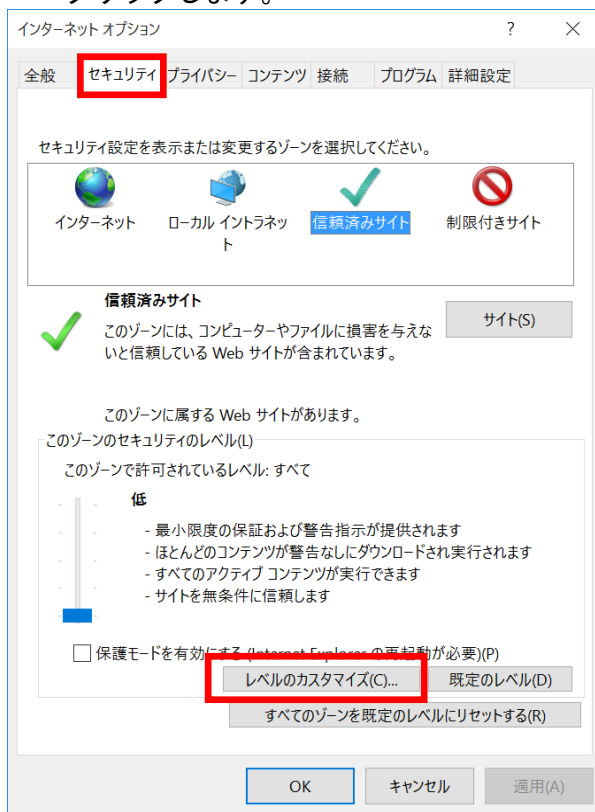 クリックします。
インターネット オプション ? ×
全般 セキュリティ プライバシー コンテンツ 接続 プログラム 詳細設定
セキュリティ設定を表示または変更するゾーンを選択してください。
インターネット ローカル イントラネッ 信頼済みサイト 制限付きサイト
ト
信頼済みサイト
サイト(S)
このゾーンには、コンピューターやファイルに損害を与えな
いと信頼している Web サイトが含まれています。
このゾーンに属する Web サイトがあります。
このゾーンのセキュリティのレベル(L)
このゾーンで許可されているレベル: すべて
低
- 最小限度の保証および警告指示が提供されます
- ほとんどのコンテンツが警告なしにダウンロードされ実行されます
- すべてのアクティブ コンテンツが実行できます
- サイトを無条件に信頼します
保護モードを有効にする (Internet Explorer の再起動が必要)(P)
レベルのカスタマイズ(C)... 既定のレベル(D)
すべてのゾーンを既定のレベルにリセットする(R)
OK キャンセル 適用(A)